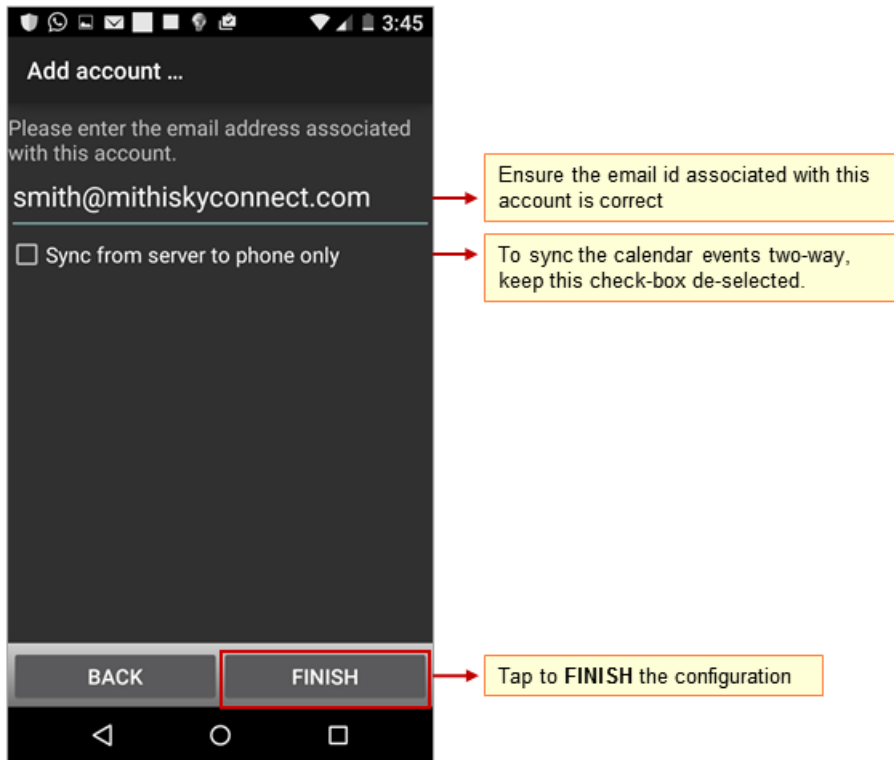 3:45
Add account ...
Please enter the email address associated
with this account.
smith@mithiskyconnect.com
Ensure the email id associated with this
account is correct
Sync from server to phone only
To sync the calendar events two-way,
keep this check-box de-selected.
BACK
FINISH
Tap to FINISH the configuration